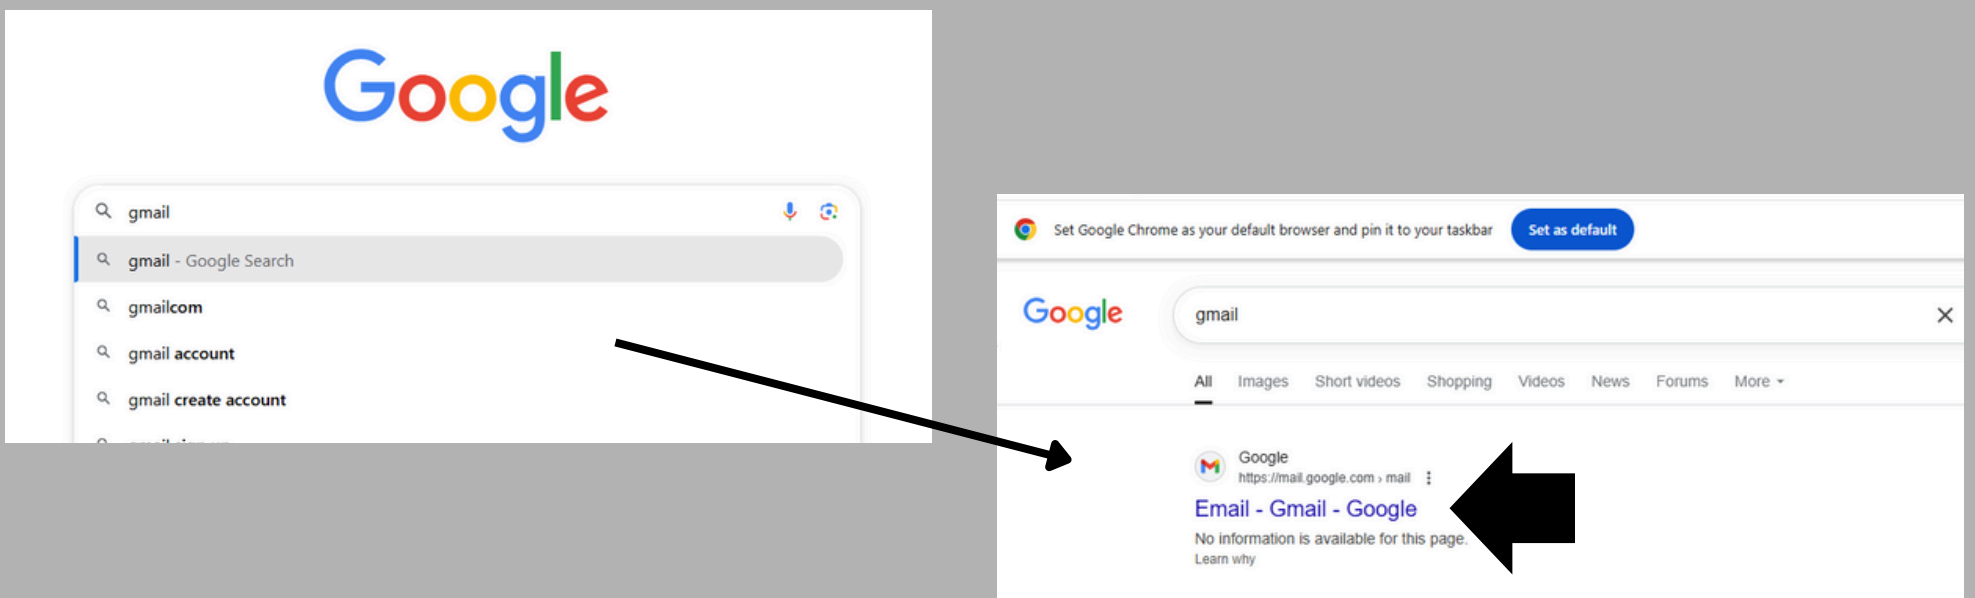 Google
gmail
gmail - Google Search
gmailcom
gmail account
gmail create account
Set Google Chrome as your default browser and pin it to your taskbar
Set as default
Google
gmail
All Images Short videos Shopping Videos News Forums More
Google
https://mail.google.com › mail
Email - Gmail - Google
No information is available for this page.
Learn why